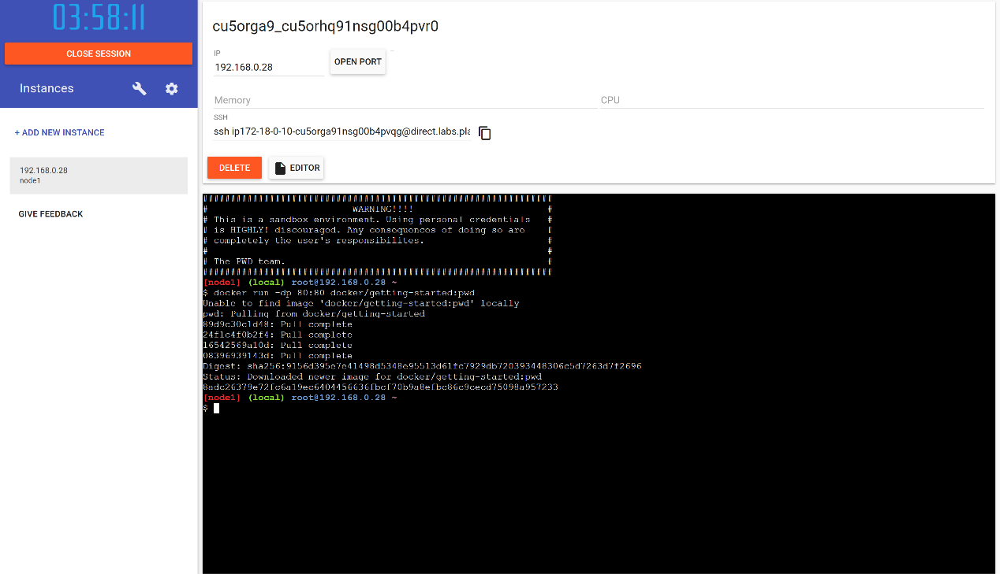 03:58:11
CLOSE SESSION
Instances
+ ADD NEW INSTANCE
192.168.0.28
node1
GIVE FEEDBACK
cu5orga9_cu5orhq91nsg00b4pvr0
IP
192.168.0.28
OPEN PORT
Memory
CPU
SSH
ssh ip172-18-0-10-cu5orga91nsg00b4pvqg@direct.labs.pla
DELETE
EDITOR
###############################################################
# WARNING!!!! #
# This is a sandbox environment. Using personal credentials #
# is HIGHLY! discouraged. Any consequences of doing so are #
# completely the user's responsibilites. #
# #
# The PWD team. #
###############################################################
[node1] (local) root@192.168.0.28 ~
$ docker run -dp 80:80 docker/getting-started:pwd
Unable to find image 'docker/getting-started:pwd' locally
pwd: Pulling from docker/getting-started
89d9c30c1d48: Pull complete
24f1c4f0b2f4: Pull complete
16542569a10d: Pull complete
08396939143d: Pull complete
Digest: sha256:9156d395e7e41498d5348e95513d61fc7929db720393448306c5d7263d7f2696
Status: Downloaded newer image for docker/getting-started:pwd
8adc26379e72fc6a19ec6404456636fbcf70b9a8efbc86c9cecd75098a957233
[node1] (local) root@192.168.0.28 ~
$